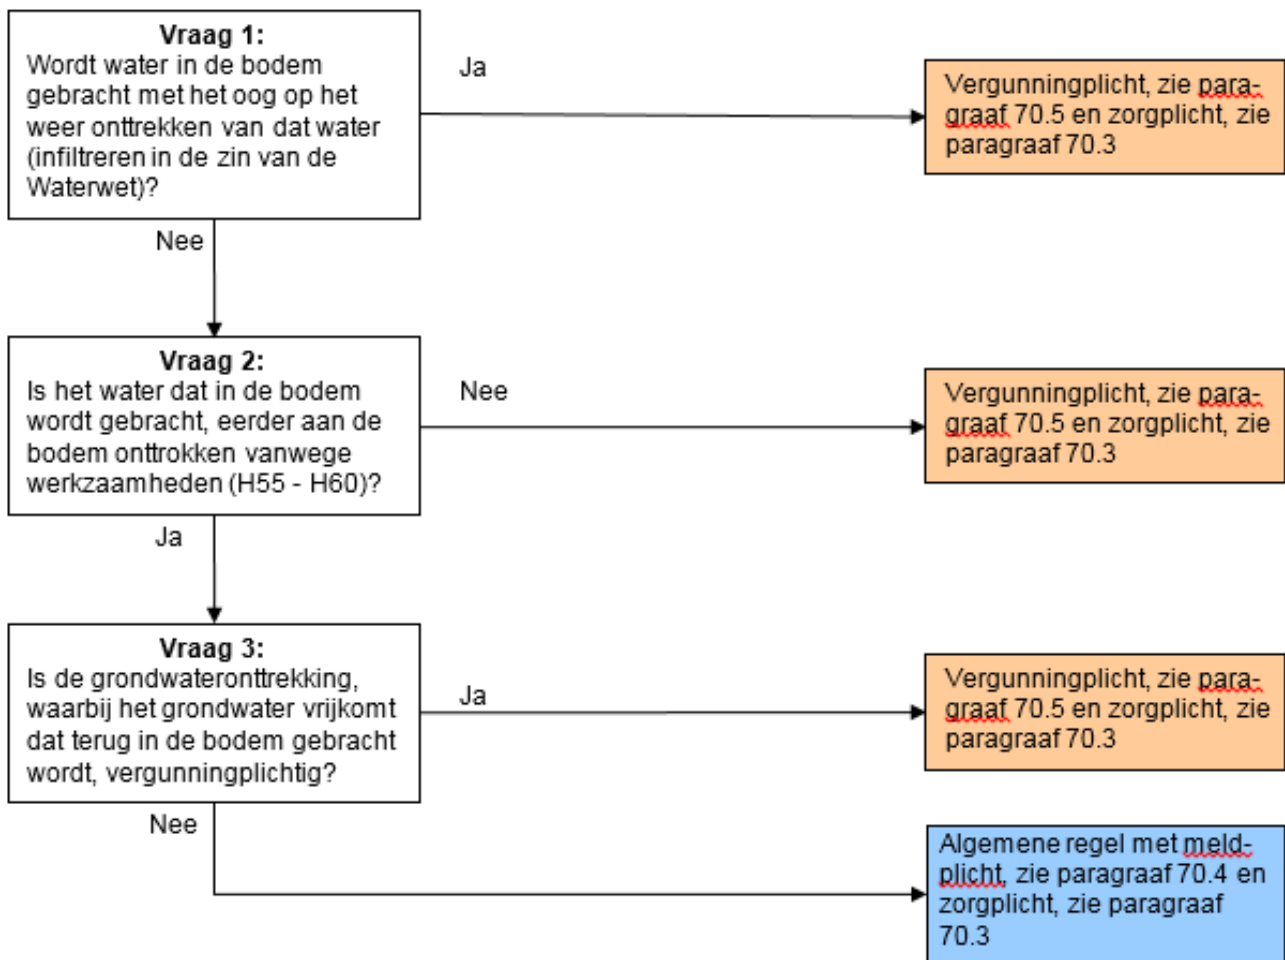 Vraag 1:
Wordt water in de bodem
gebracht met het oog op het
weer onttrekken van dat water
(infiltreren in de zin van de
Waterwet)?
Ja
Vergunningplicht, zie para-
graaf 70.5 en zorgplicht, zie
paragraaf 70.3
Nee
Vraag 2:
Is het water dat in de bodem
wordt gebracht, eerder aan de
bodem onttrokken vanwege
werkzaamheden (H55 - H60)?
Nee
Vergunningplicht, zie para-
graaf 70.5 en zorgplicht, zie
paragraaf 70.3
Ja
Vraag 3:
Is de grondwateronttrekking,
waarbij het grondwater vrijkomt
dat terug in de bodem gebracht
wordt, vergunningplichtig?
Ja
Vergunningplicht, zie para-
graaf 70.5 en zorgplicht, zie
paragraaf 70.3
Nee
Algemene regel met meld-
plicht, zie paragraaf 70.4 en
zorgplicht, zie paragraaf
70.3